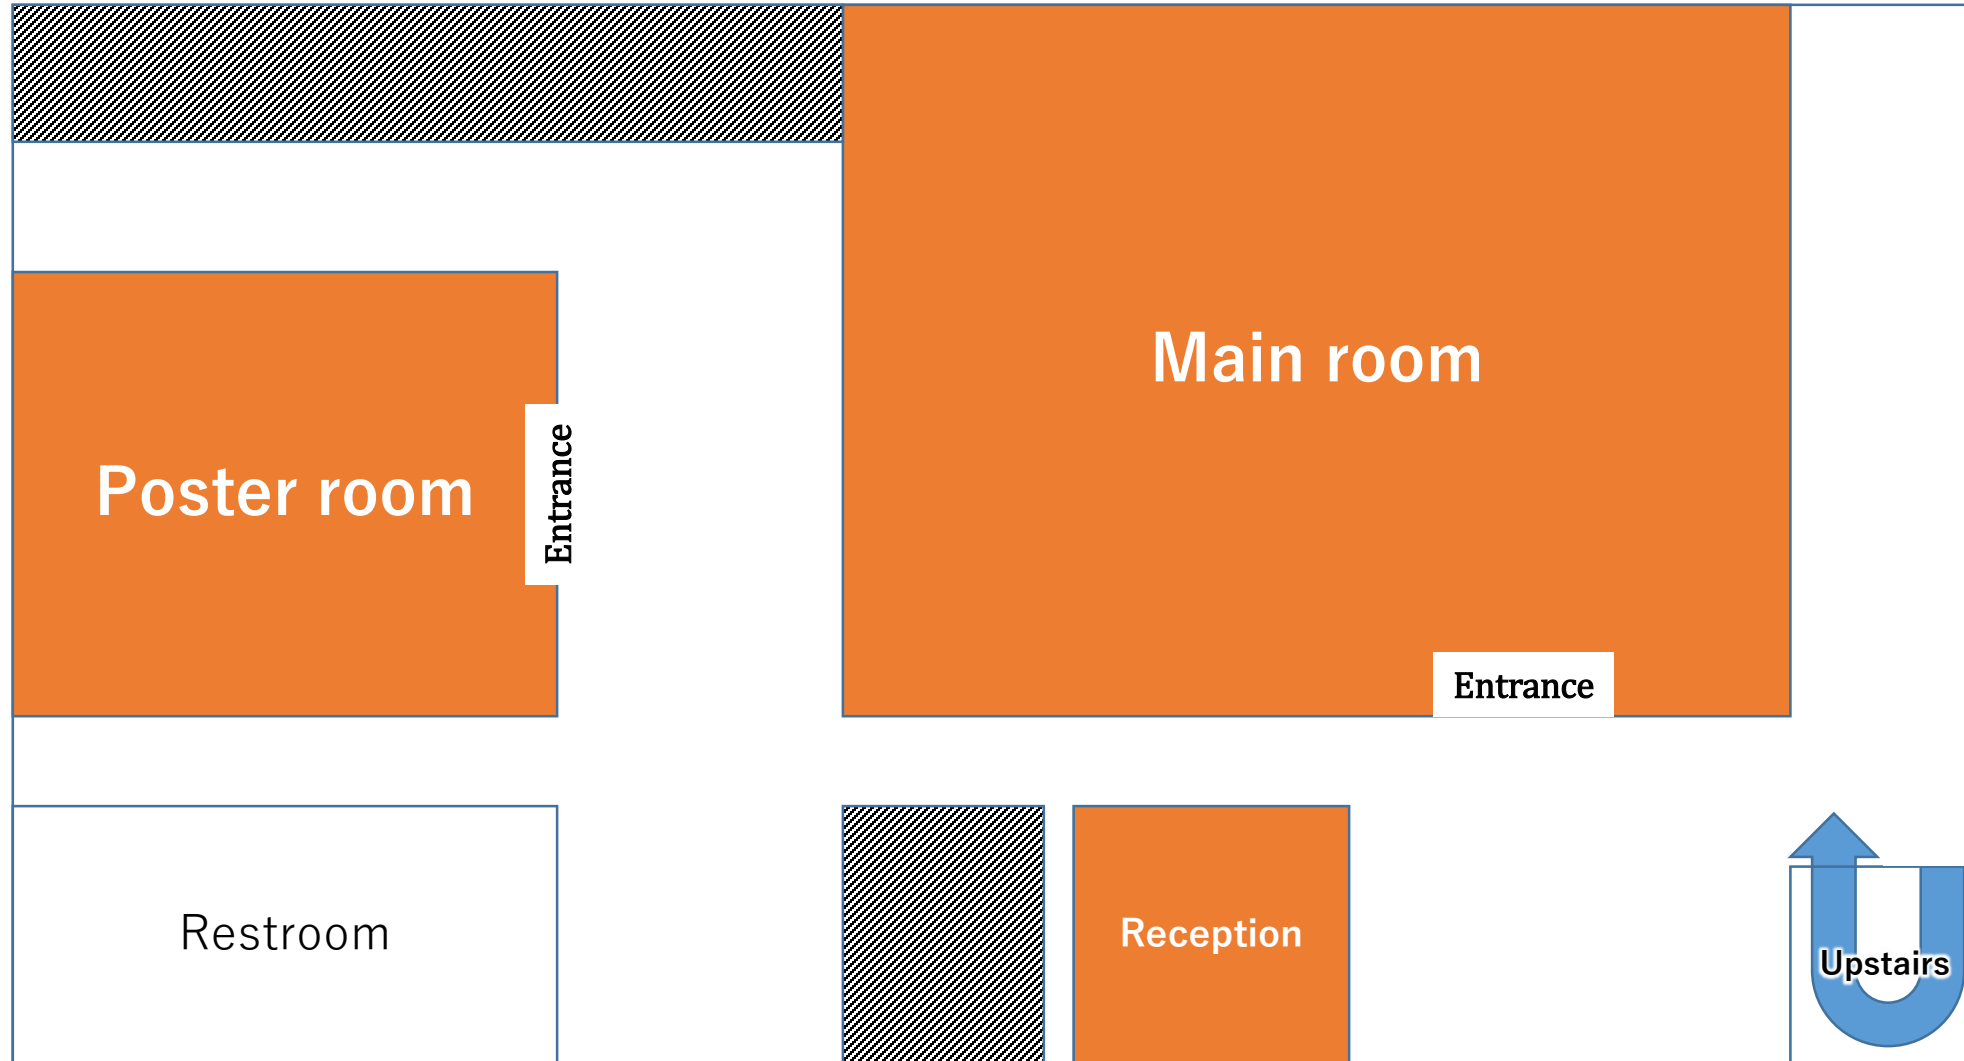 Main room
Poster room
Entrance
Entrance
Restroom
Reception
Upstairs